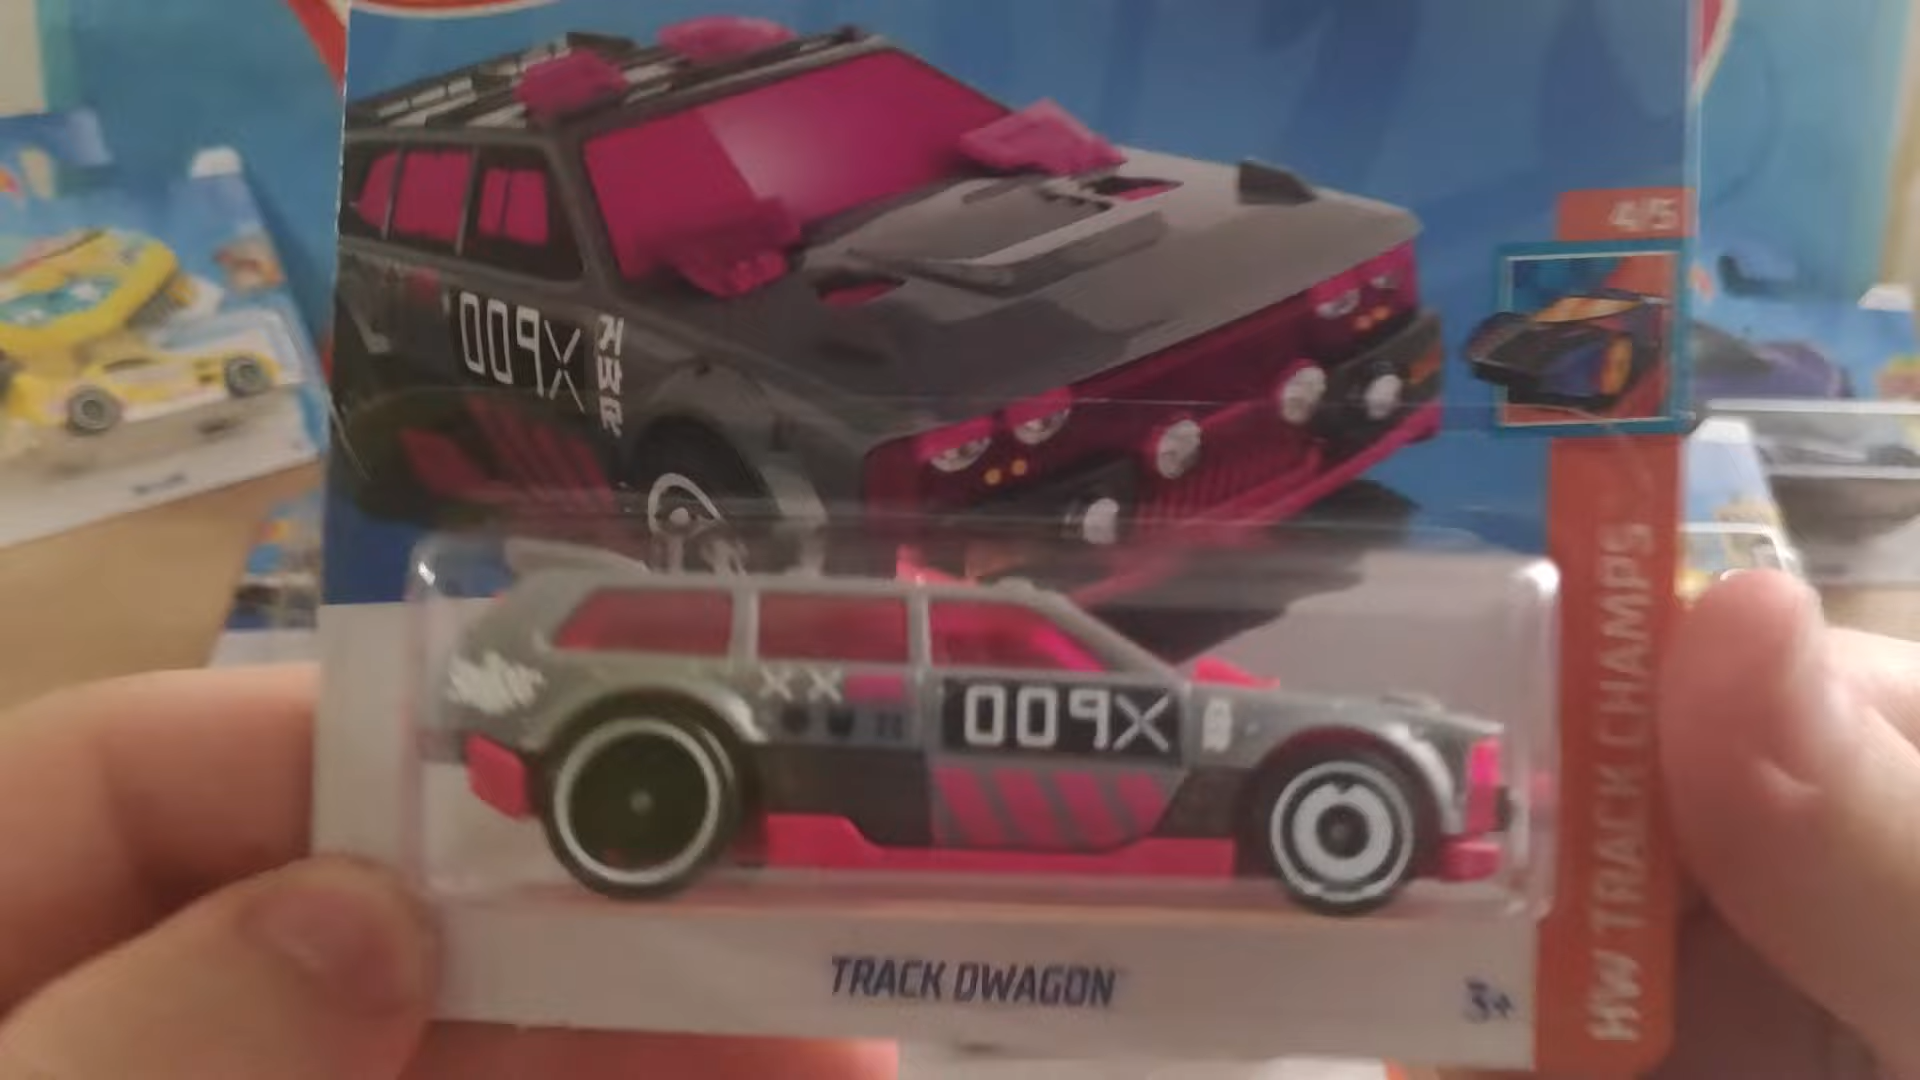 4/5
009X
HWR
XX
009X
HW TRACK CHAMPS
TRACK DWAGON
3+